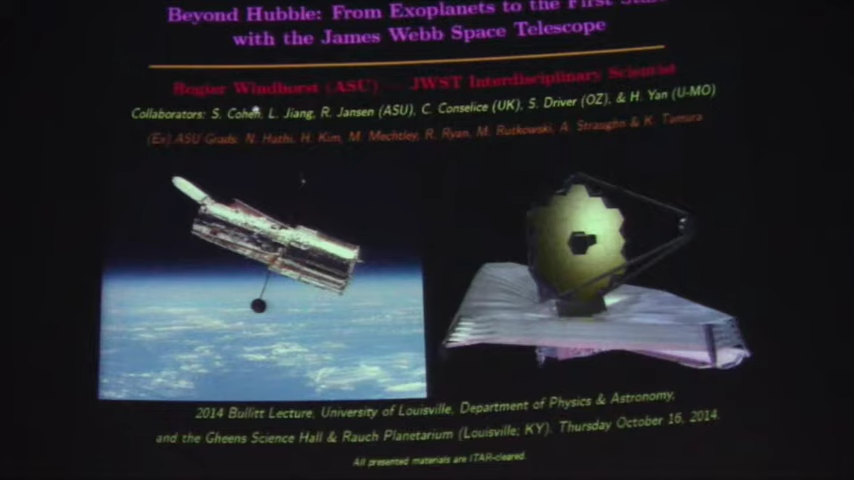 Beyond Hubble: From Exoplanets to the First
with the James Webb Space Telescope
Rogier Windhorst (ASU) — JWST Interdisciplinary Scientist
Collaborators: S. Cohen, L. Jiang, R. Jansen (ASU), C. Conselice (UK), S. Driver (OZ), & H. Yan (U-MO)
(Ex) ASU Grads: N. Hathi, H. Kim, M. Mechtley, R. Ryan, M. Rutkowski, A. Straughn & K. Tamura
2014 Bullitt Lecture, University of Louisville, Department of Physics & Astronomy,
and the Gheens Science Hall & Rauch Planetarium (Louisville; KY). Thursday October 16, 2014.
All presented materials are ITAR-cleared.